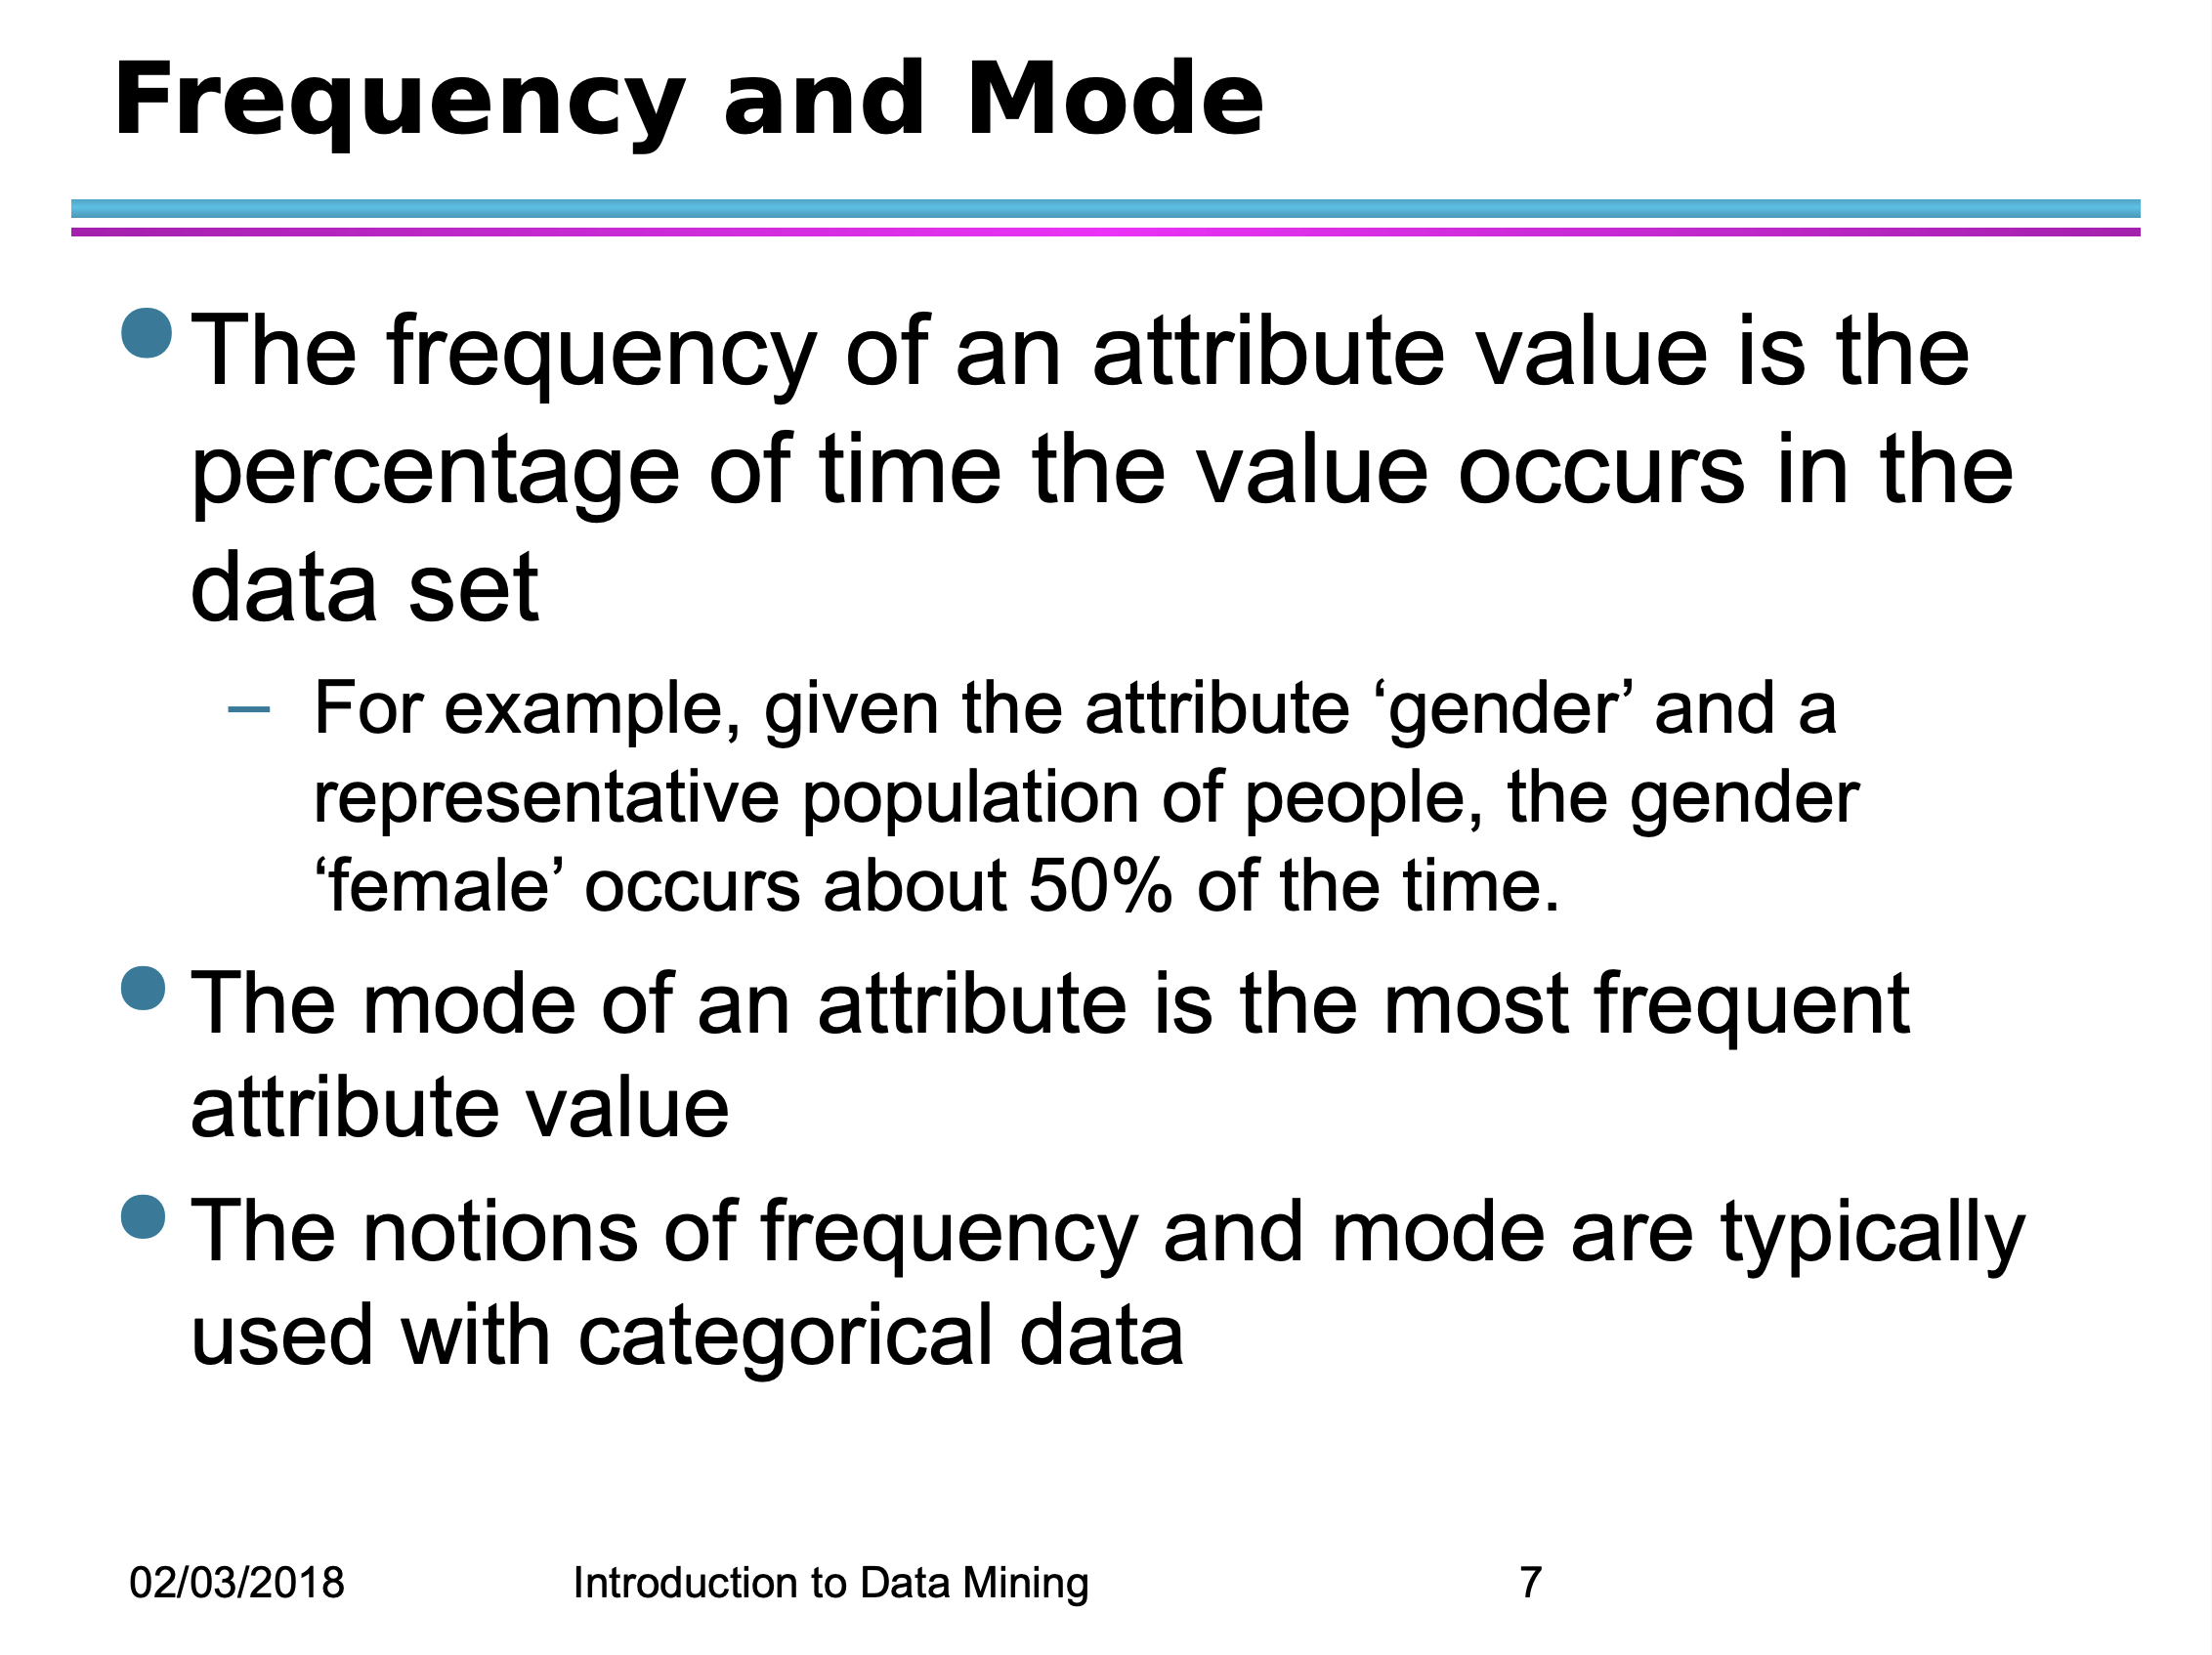 Frequency and Mode
● The frequency of an attribute value is the
percentage of time the value occurs in the
data set
– For example, given the attribute ‘gender’ and a
representative population of people, the gender
‘female’ occurs about 50% of the time.
● The mode of an attribute is the most frequent
attribute value
● The notions of frequency and mode are typically
used with categorical data
02/03/2018 Introduction to Data Mining 7